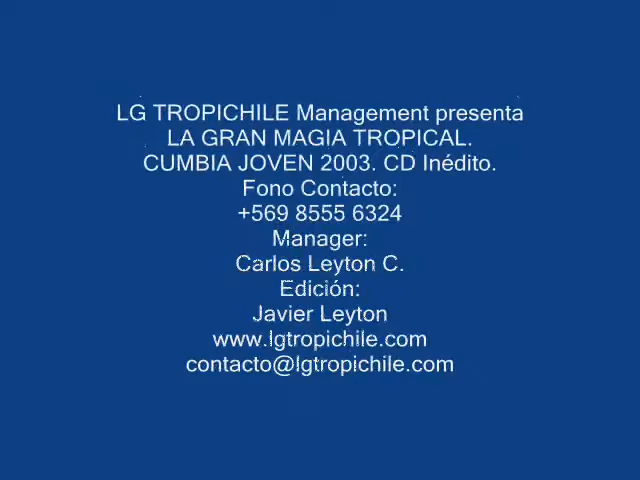 LG TROPICHILE Management presenta
LA GRAN MAGIA TROPICAL.
CUMBIA JOVEN 2003. CD Inédito.
Fono Contacto:
+569 8555 6324
Manager:
Carlos Leyton C.
Edición:
Javier Leyton
www.lgtropichile.com
contacto@lgtropichile.com